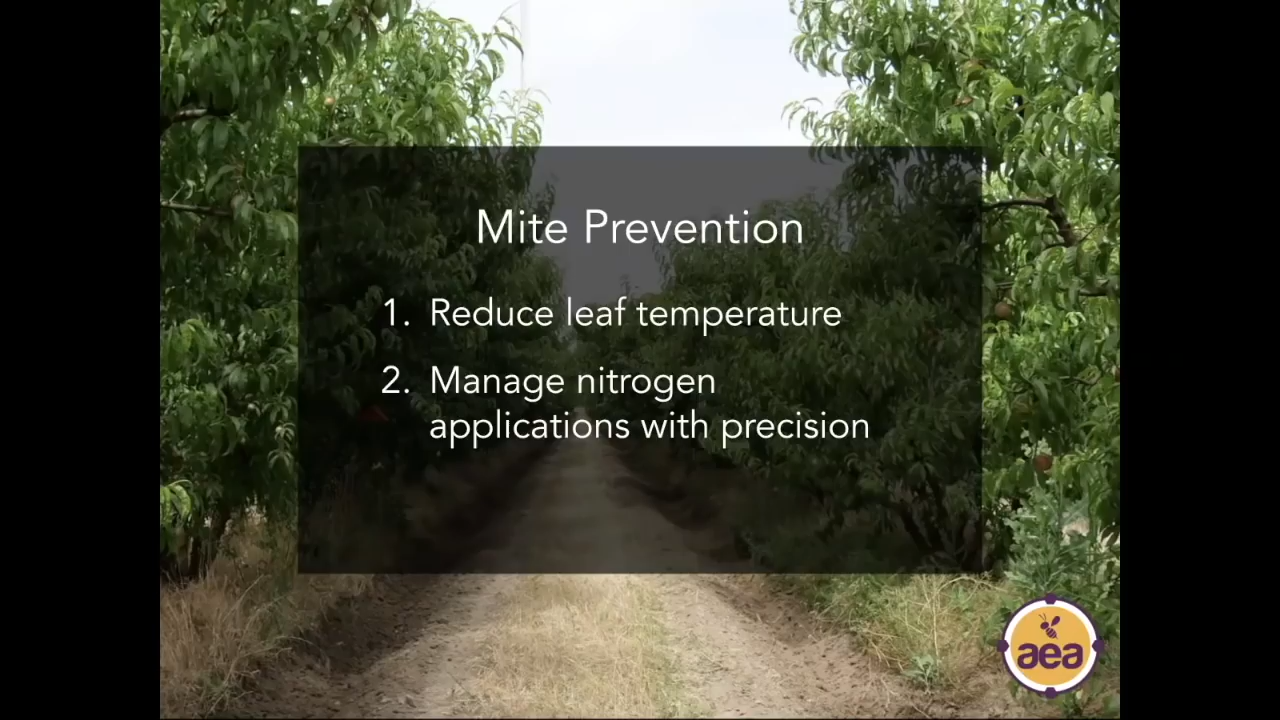 Mite Prevention
1. Reduce leaf temperature
2. Manage nitrogen
applications with precision
aea